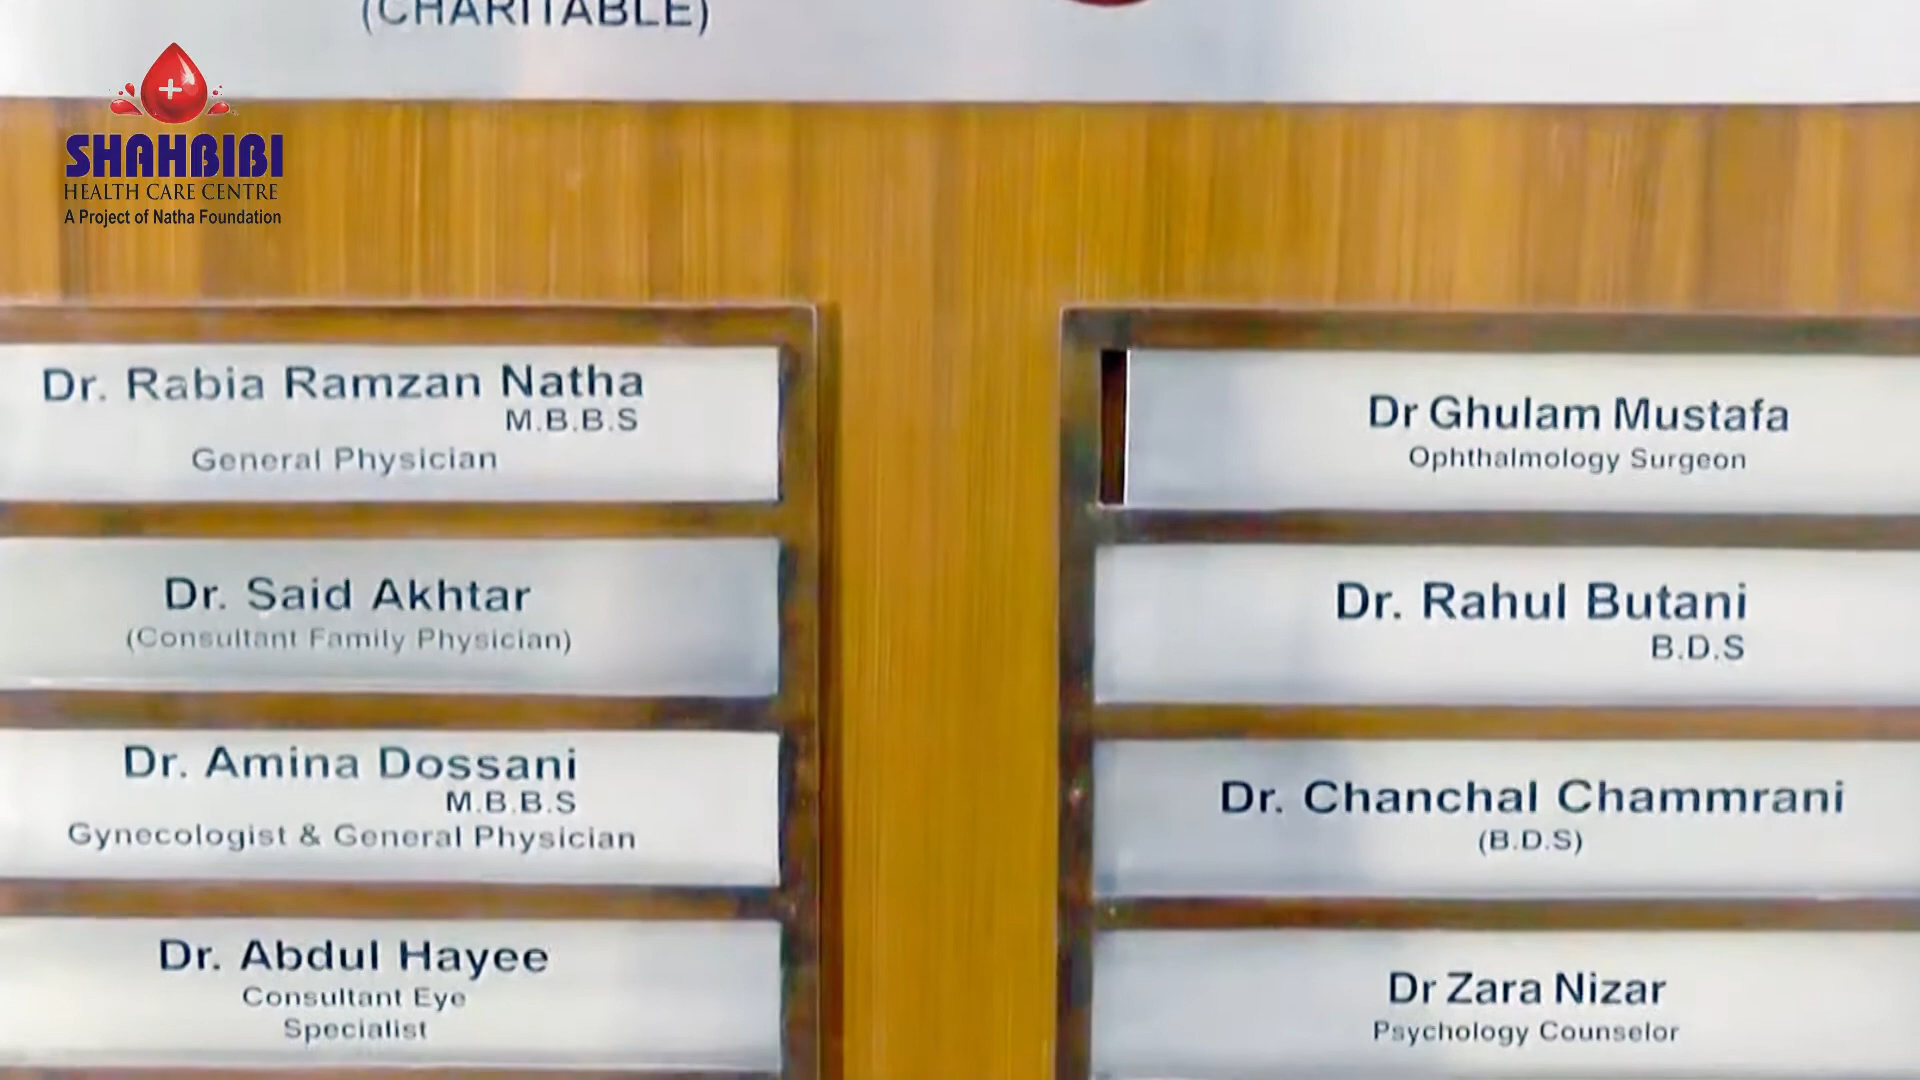 (CHARITABLE)
SHAHBIBI
HEALTH CARE CENTRE
A Project of Natha Foundation
Dr. Rabia Ramzan Natha
M.B.B.S
General Physician
Dr. Said Akhtar
(Consultant Family Physician)
Dr. Amina Dossani
M.B.B.S
Gynecologist & General Physician
Dr. Abdul Hayee
Consultant Eye
Specialist
Dr Ghulam Mustafa
Ophthalmology Surgeon
Dr. Rahul Butani
B.D.S
Dr. Chanchal Chammrani
(B.D.S)
Dr Zara Nizar
Psychology Counselor